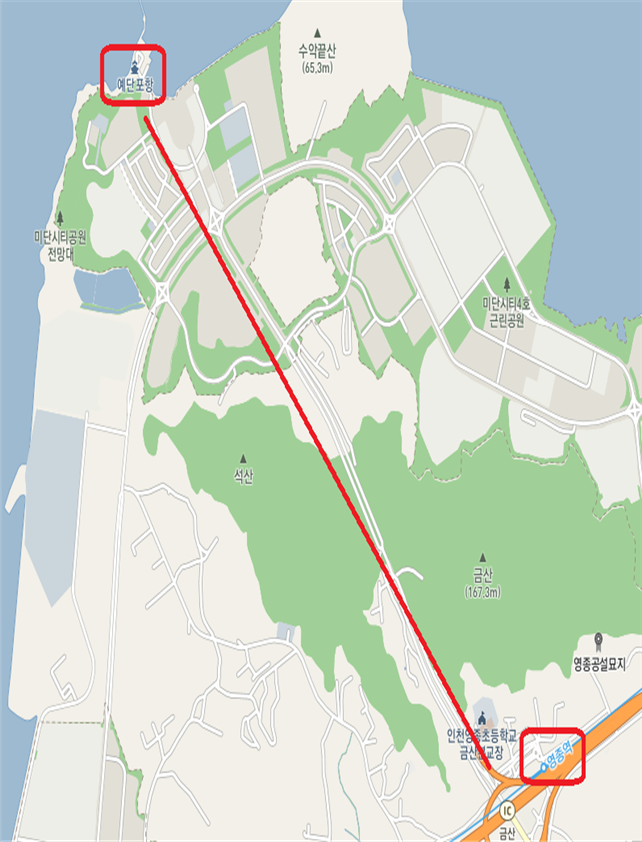 수악끝산
(65.3m)
예단포항
미단시티공원
전망대
미단시티4호
근린공원
석산
금산
(167.3m)
영종공설묘지
인천영종초등학교
금산분교장
영종역
IC
금산